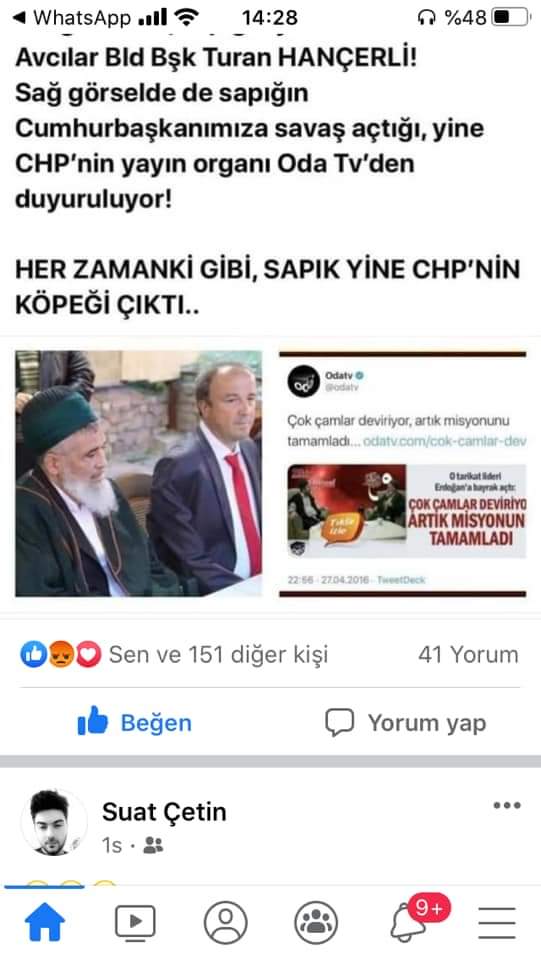 WhatsApp 14:28 %48
Avcılar Bld Bşk Turan HANÇERLİ!
Sağ görselde de sapığın
Cumhurbaşkanımıza savaş açtığı, yine
CHP'nin yayın organı Oda Tv'den
duyuruluyor!
HER ZAMANKİ GİBİ, SAPIK YİNE CHP'NİN
KÖPEĞİ ÇIKTI..
Odatv
@odatv
Çok çamlar deviriyor, artık misyonunu
tamamladı... odatv.com/cok-camlar-dev
O tarikat lideri
Erdoğan'a bayrak açtı:
ÇOK ÇAMLAR DEVİRİYO
ARTIK MİSYONUN
TAMAMLADI
Tıkla
izle
22:56 - 27.04.2016 - TweetDeck
Sen ve 151 diğer kişi 41 Yorum
Beğen Yorum yap
Suat Çetin
1s
9+